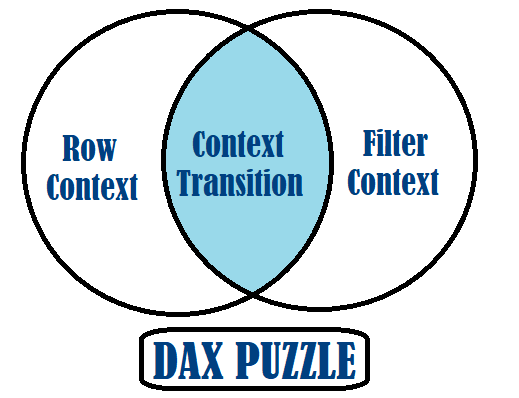 Row
Context
Context
Transition
Filter
Context
DAX PUZZLE